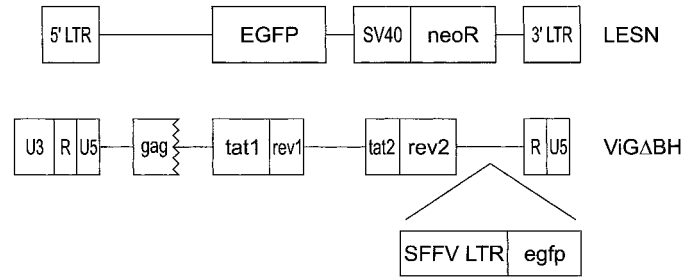 5' LTR EGFP SV40 neoR 3' LTR LESN
U3 R U5 gag tat1 rev1 tat2 rev2 R U5 ViGΔBH
SFFV LTR egfp